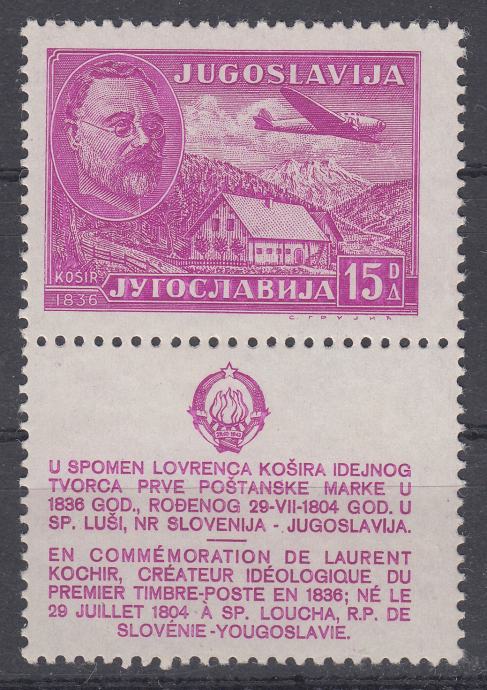 JUGOSLAVIJA
KOŠIR
1836
ЈУГОСЛАВИЈА
15 D Д
С. ГРУЈИЋ
U SPOMEN LOVRENCA KOŠIRA IDEJNOG
TVORCA PRVE POŠTANSKE MARKE U
1836 GOD., ROĐENOG 29-VII-1804 GOD. U
SP. LUŠI, NR SLOVENIJA - JUGOSLAVIJA.
EN COMMÉMORATION DE LAURENT
KOCHIR, CRÉATEUR IDÉOLOGIQUE DU
PREMIER TIMBRE-POSTE EN 1836; NÉ LE
29 JUILLET 1804 À SP. LOUCHA, R.P. DE
SLOVÉNIE-YOUGOSLAVIE.